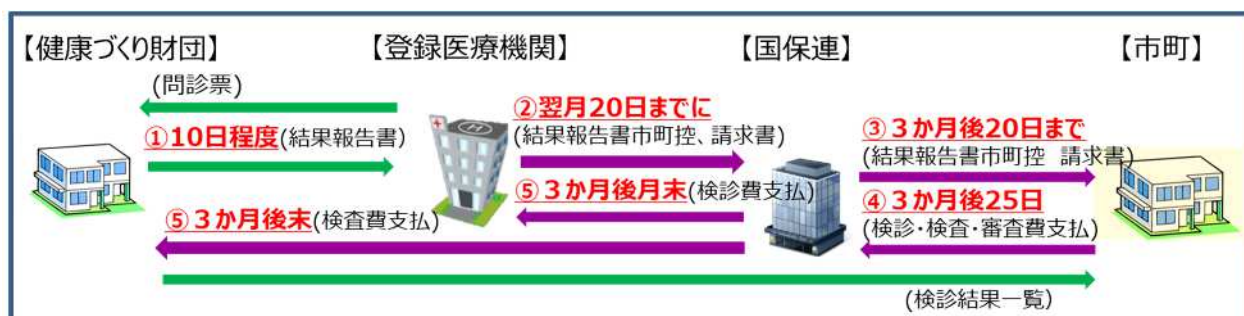 【健康づくり財団】
【登録医療機関】
【国保連】
【市町】
(問診票)
①10日程度(結果報告書)
②翌月20日までに
(結果報告書市町控、請求書)
③３か月後20日まで
(結果報告書市町控　請求書)
⑤３か月後月末(検診費支払)
④３か月後25日
(検診・検査・審査費支払)
⑤３か月後末(検査費支払)
(検診結果一覧)
H